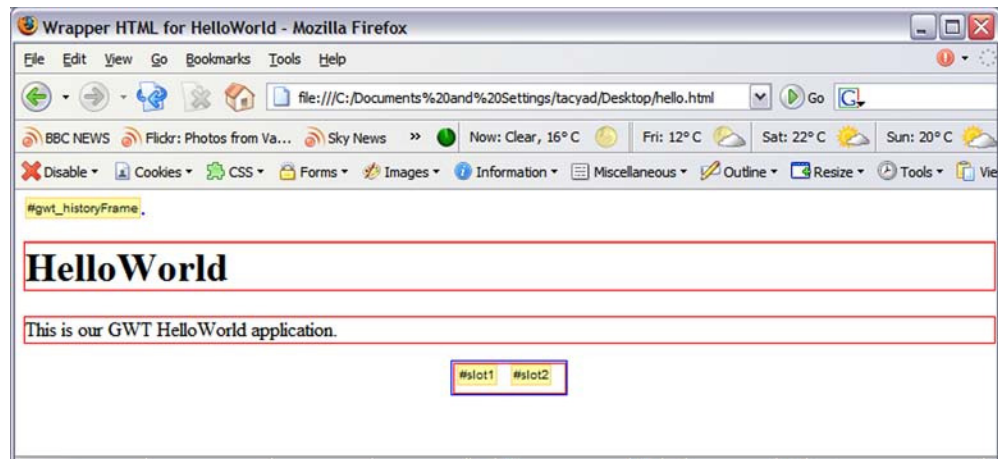 Wrapper HTML for HelloWorld - Mozilla Firefox
File Edit View Go Bookmarks Tools Help
file:///C:/Documents%20and%20Settings/tacyad/Desktop/hello.html Go G
BBC NEWS Flickr: Photos from Va... Sky News » Now: Clear, 16° C Fri: 12° C Sat: 22° C Sun: 20° C
Disable Cookies CSS Forms Images Information Miscellaneous Outline Resize Tools Vie
#gwt_historyFrame.
HelloWorld
This is our GWT HelloWorld application.
#slot1 #slot2